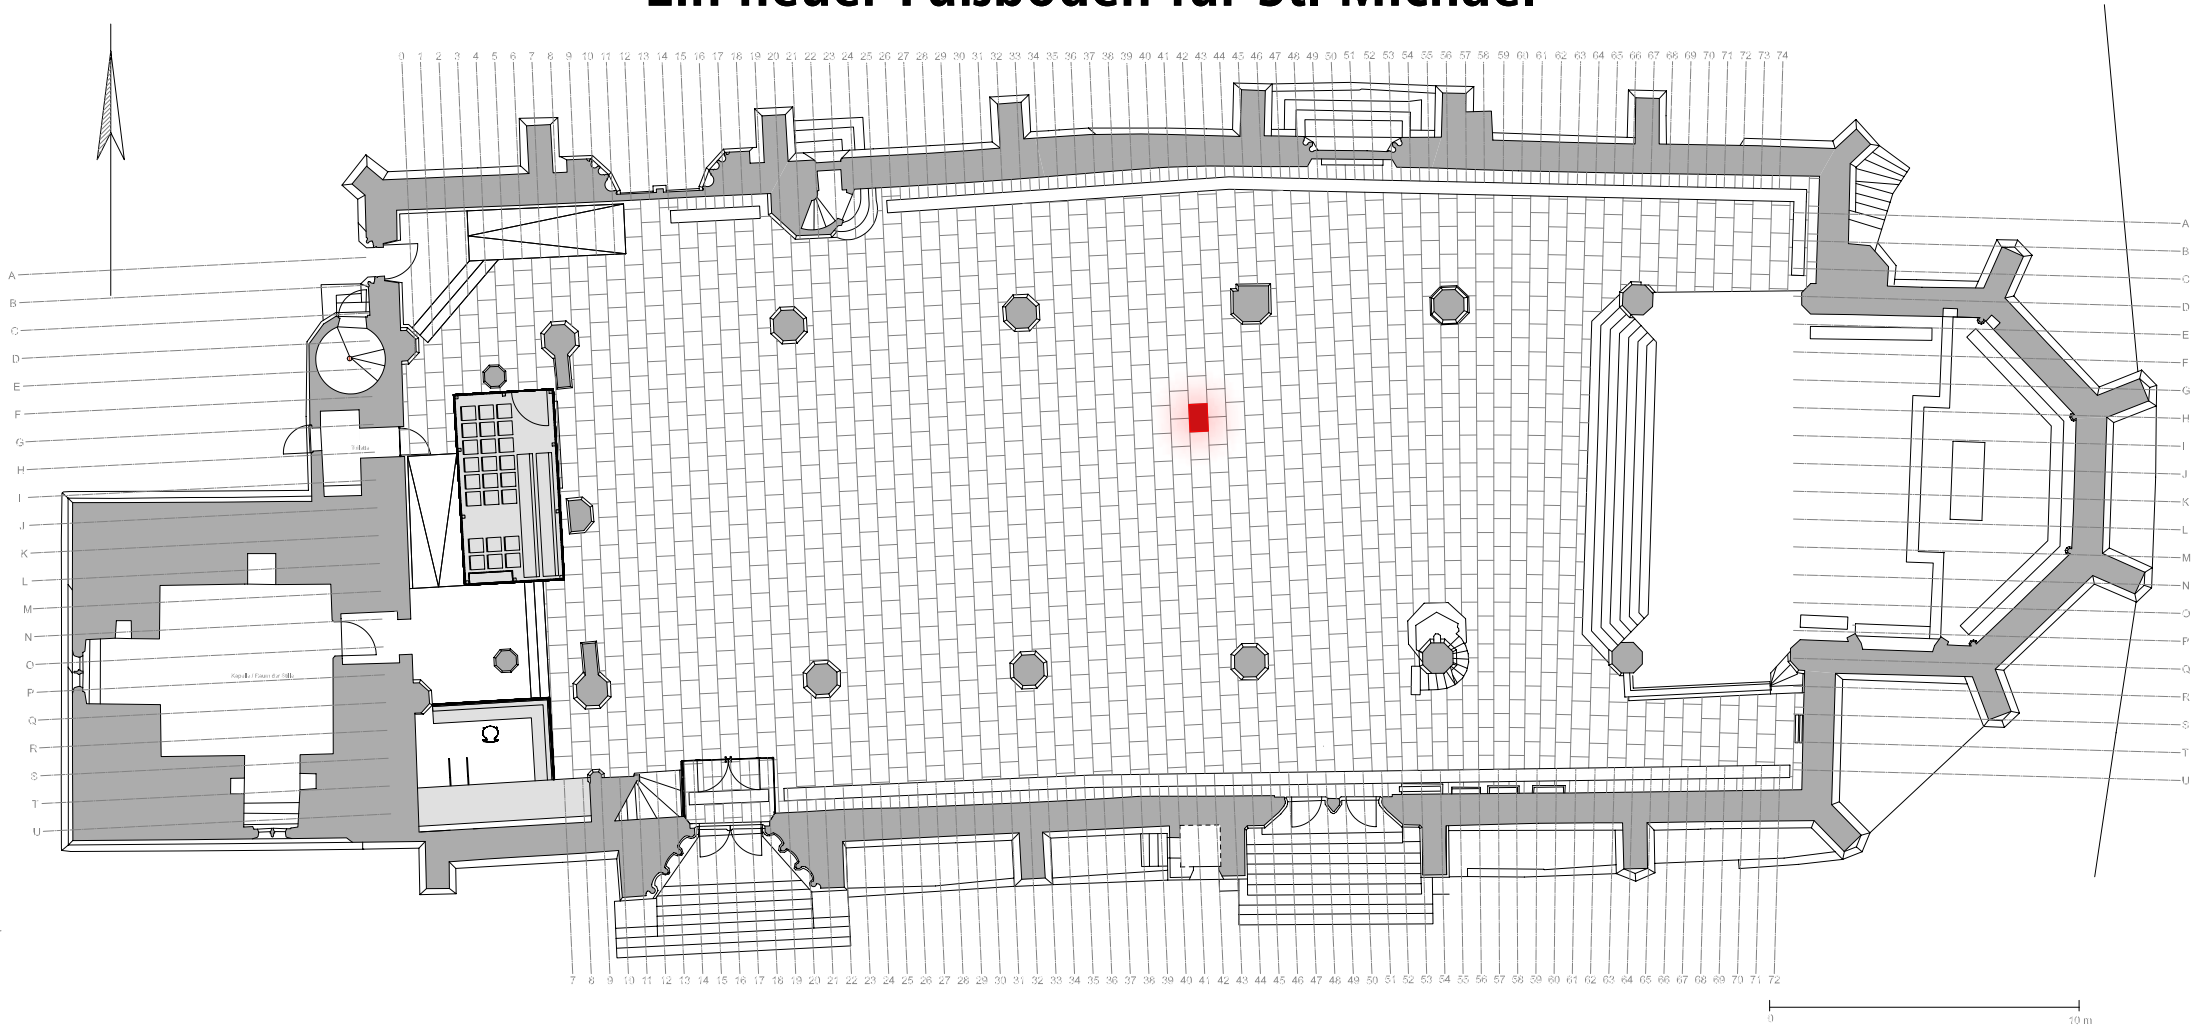 Ein neuer Fußboden für St. Michael
0 1 2 3 4 5 6 7 8 9 10 11 12 13 14 15 16 17 18 19 20 21 22 23 24 25 26 27 28 29 30 31 32 33 34 35 36 37 38 39 40 41 42 43 44 45 46 47 48 49 50 51 52 53 54 55 56 57 58 59 60 61 62 63 64 65 66 67 68 69 70 71 72 73 74
A
B
C
D
E
F
G
H
I
J
K
L
M
N
O
P
Q
R
S
T
U
A
B
C
D
E
F
G
H
I
J
K
L
M
N
O
P
Q
R
S
T
U
7 8 9 10 11 12 13 14 15 16 17 18 19 20 21 22 23 24 25 26 27 28 29 30 31 32 33 34 35 36 37 38 39 40 41 42 43 44 45 46 47 48 49 50 51 52 53 54 55 56 57 58 59 60 61 62 63 64 65 66 67 68 69 70 71 72
0 10 m